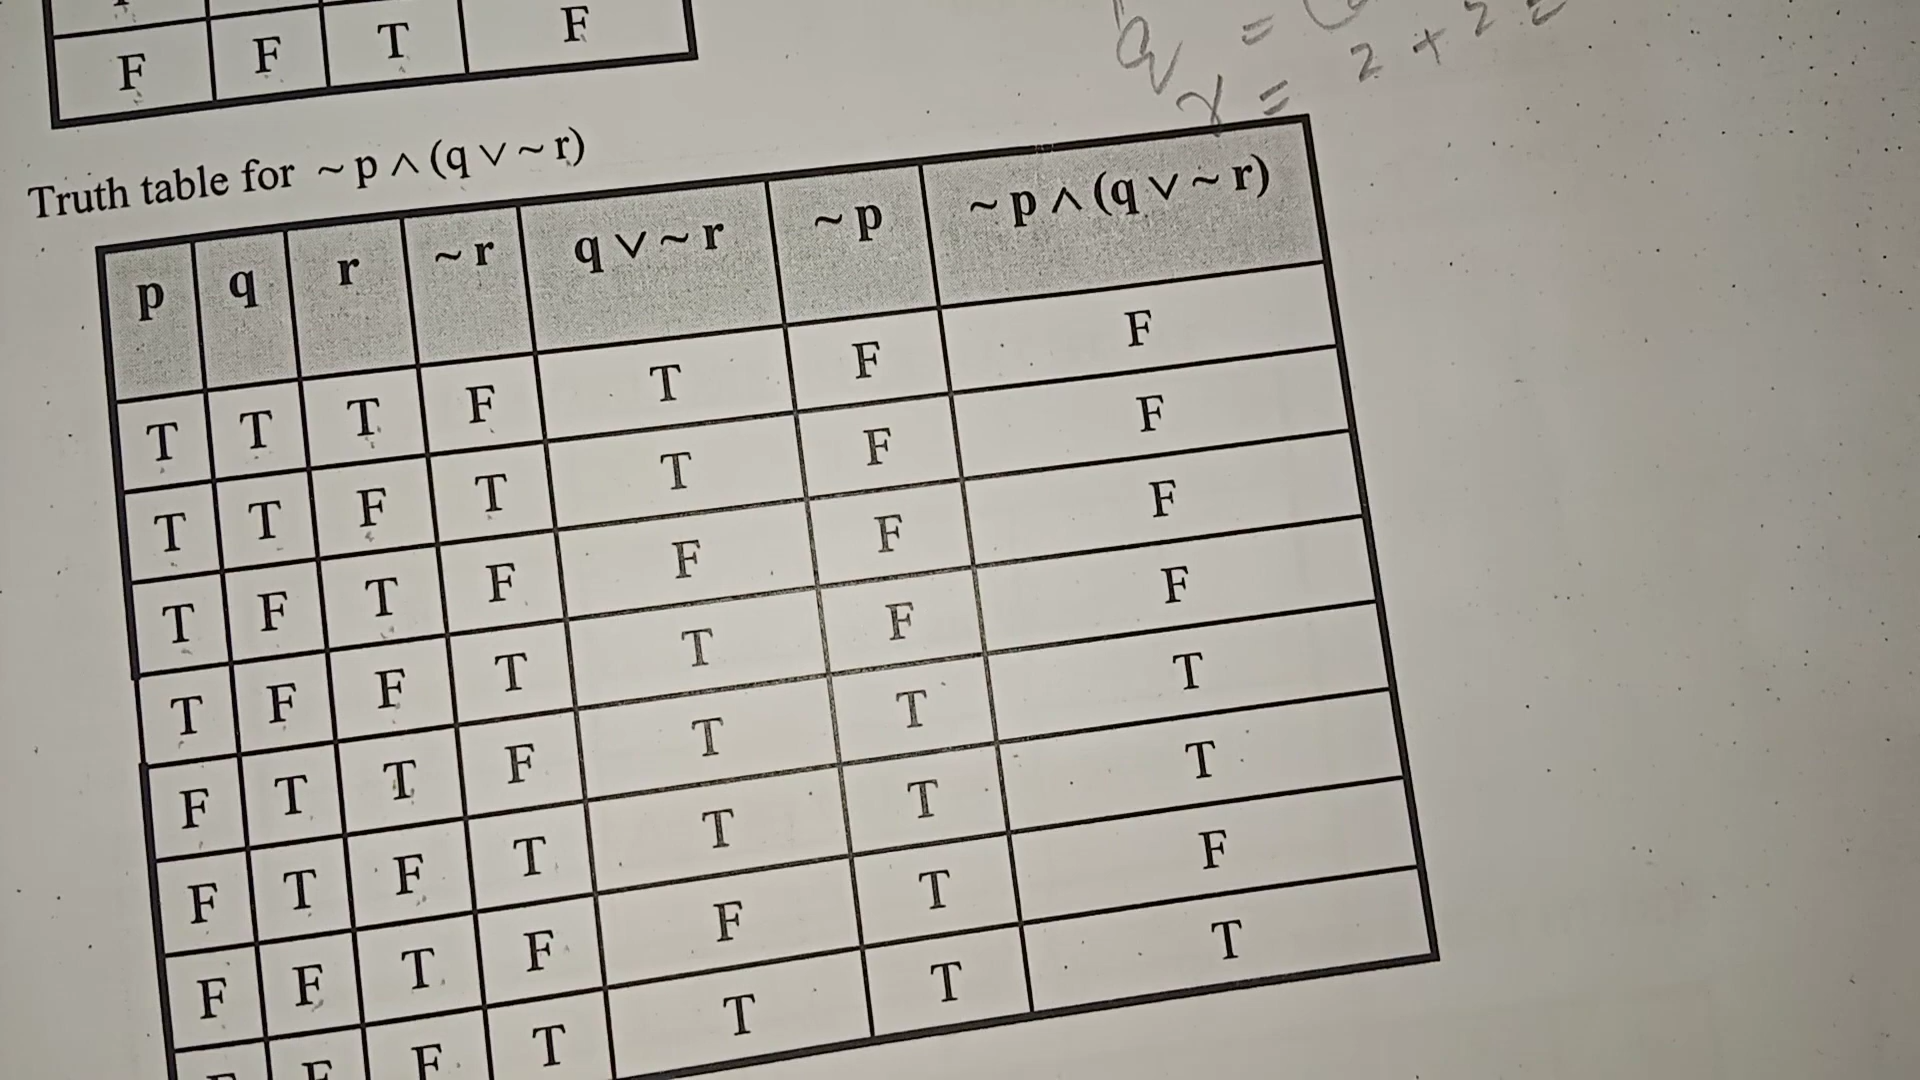 F F T F
q =
r = 2 + 2 =
Truth table for ~ p ∧ (q ∨ ~ r)
p q r ~ r q ∨ ~ r ~ p ~ p ∧ (q ∨ ~ r)
T T T F T F F
T T F T T F F
T F T F F F F
T F F T T F F
F T T F T T T
F T F T T T T
F F T F F T F
F F F T T T T